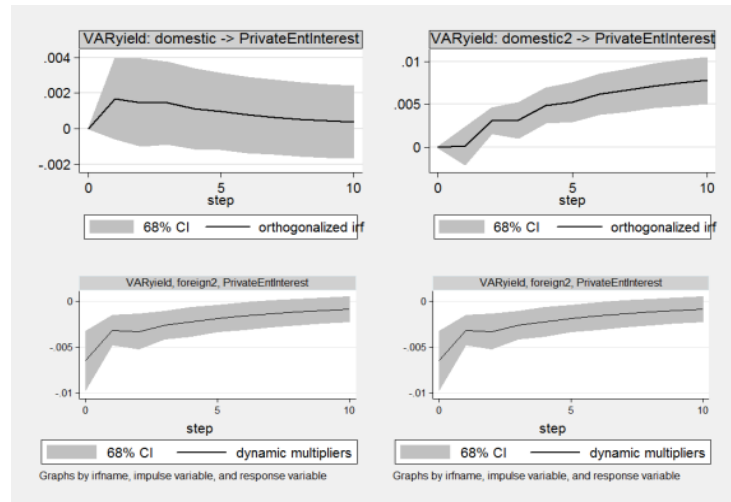 VARyield: domestic -> PrivateEntInterest
.004
.002
0
-.002
0 5 10
step
68% CI orthogonalized irf
VARyield: domestic2 -> PrivateEntInterest
.01
.005
0
0 5 10
step
68% CI orthogonalized irf
VARyield, foreign2, PrivateEntInterest
0
-.005
-.01
0 5 10
step
68% CI dynamic multipliers
Graphs by irfname, impulse variable, and response variable
VARyield, foreign2, PrivateEntInterest
0
-.005
-.01
0 5 10
step
68% CI dynamic multipliers
Graphs by irfname, impulse variable, and response variable